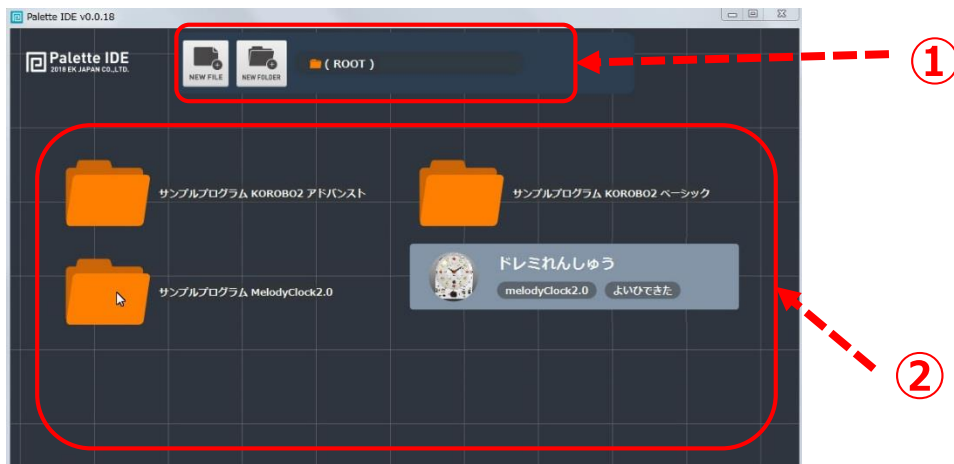 Palette IDE v0.0.18
Palette IDE
2018 EK JAPAN CO.,LTD.
NEW FILE
NEW FOLDER
( ROOT )
①
サンプルプログラム KOROBO2 アドバンスト
サンプルプログラム KOROBO2 ベーシック
サンプルプログラム MelodyClock2.0
ドレミれんしゅう
melodyClock2.0 よいひできた
②